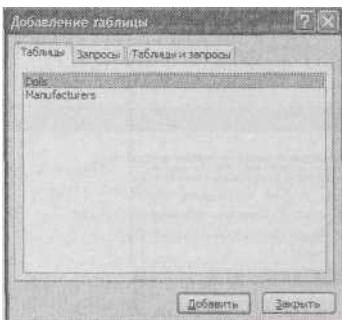 Добавление таблицы
Таблицы Запросы Таблицы и запросы
Dolls
Manufacturers
Добавить Закрыть